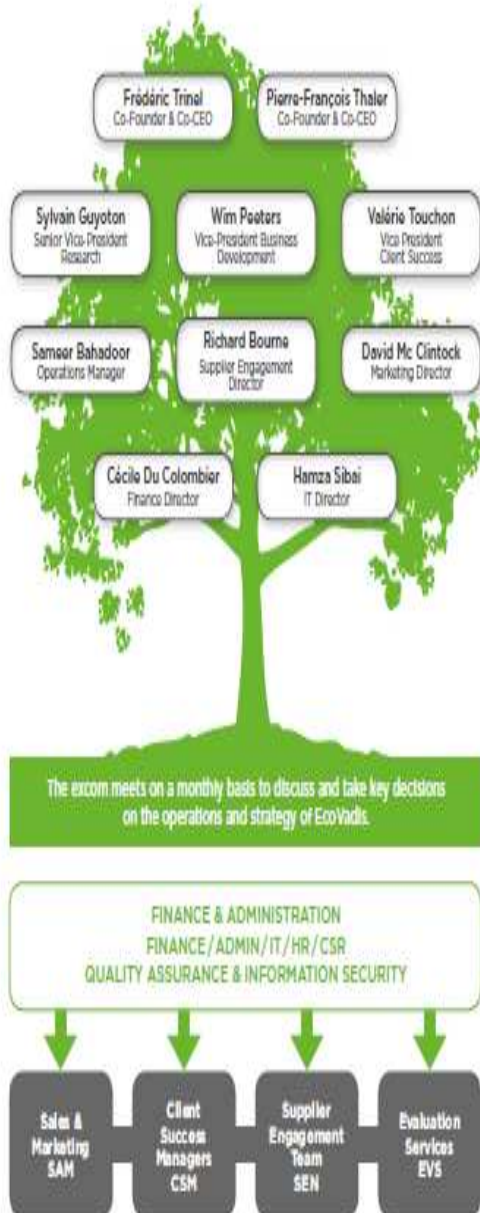 Frédéric Trinel
Co-Founder & Co-CEO
Pierre-François Thaler
Co-Founder & Co-CEO
Sylvain Guyoton
Senior Vice-President
Research
Wim Peeters
Vice-President Business
Development
Valérie Touchon
Vice President
Client Success
Sameer Bahadoor
Operations Manager
Richard Bourne
Supplier Engagement
Director
David Mc Clintock
Marketing Director
Cécile Du Colombier
Finance Director
Hamza Sibai
IT Director
The excom meets on a monthly basis to discuss and take key decisions
on the operations and strategy of EcoVadis.
FINANCE & ADMINISTRATION
FINANCE/ADMIN/IT/HR/CSR
QUALITY ASSURANCE & INFORMATION SECURITY
Sales &
Marketing
SAM
Client
Success
Managers
CSM
Supplier
Engagement
Team
SEN
Evaluation
Services
EVS